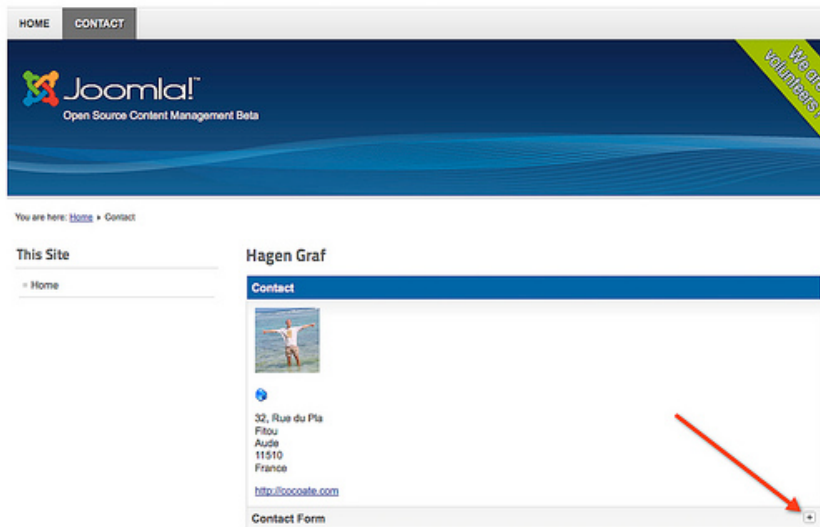 HOME CONTACT
Joomla!™
Open Source Content Management Beta
We are
volunteers!
You are here: Home ▸ Contact
This Site
Home
Hagen Graf
Contact
32, Rue du Pla
Fitou
Aude
11510
France
http://cocoate.com
Contact Form +